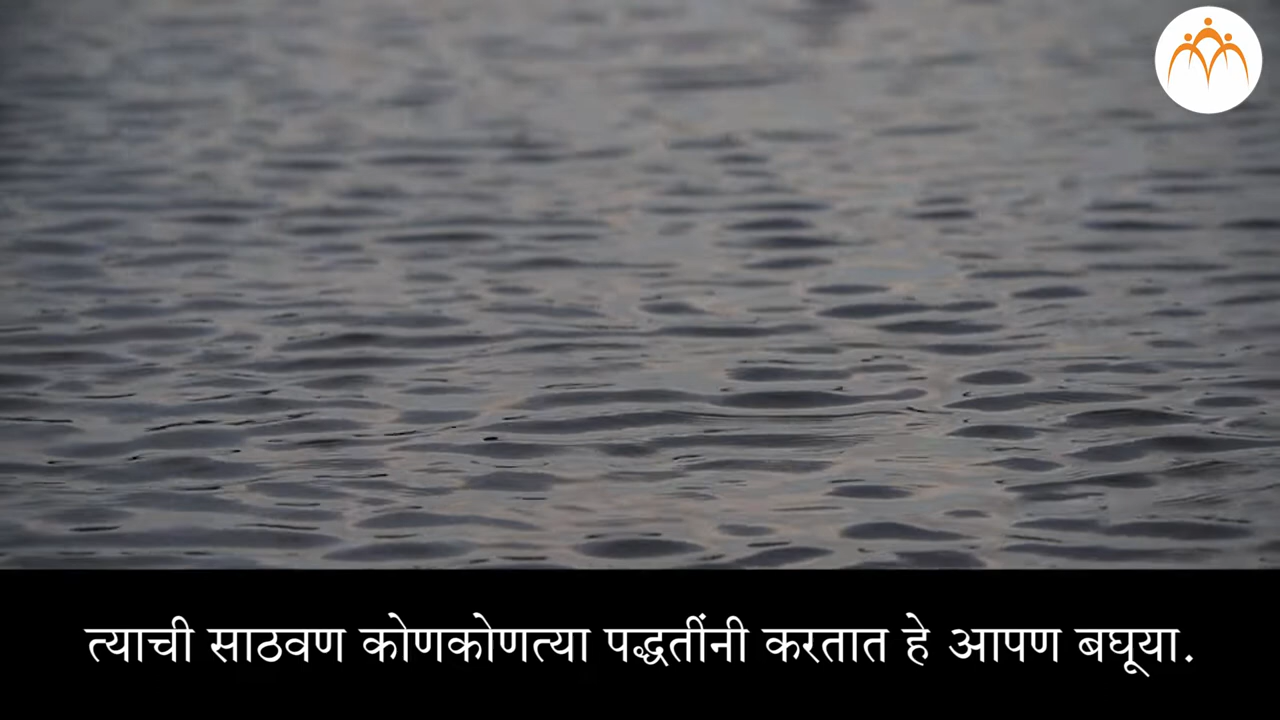 त्याची साठवण कोणकोणत्या पद्धतींनी करतात हे आपण बघूया.